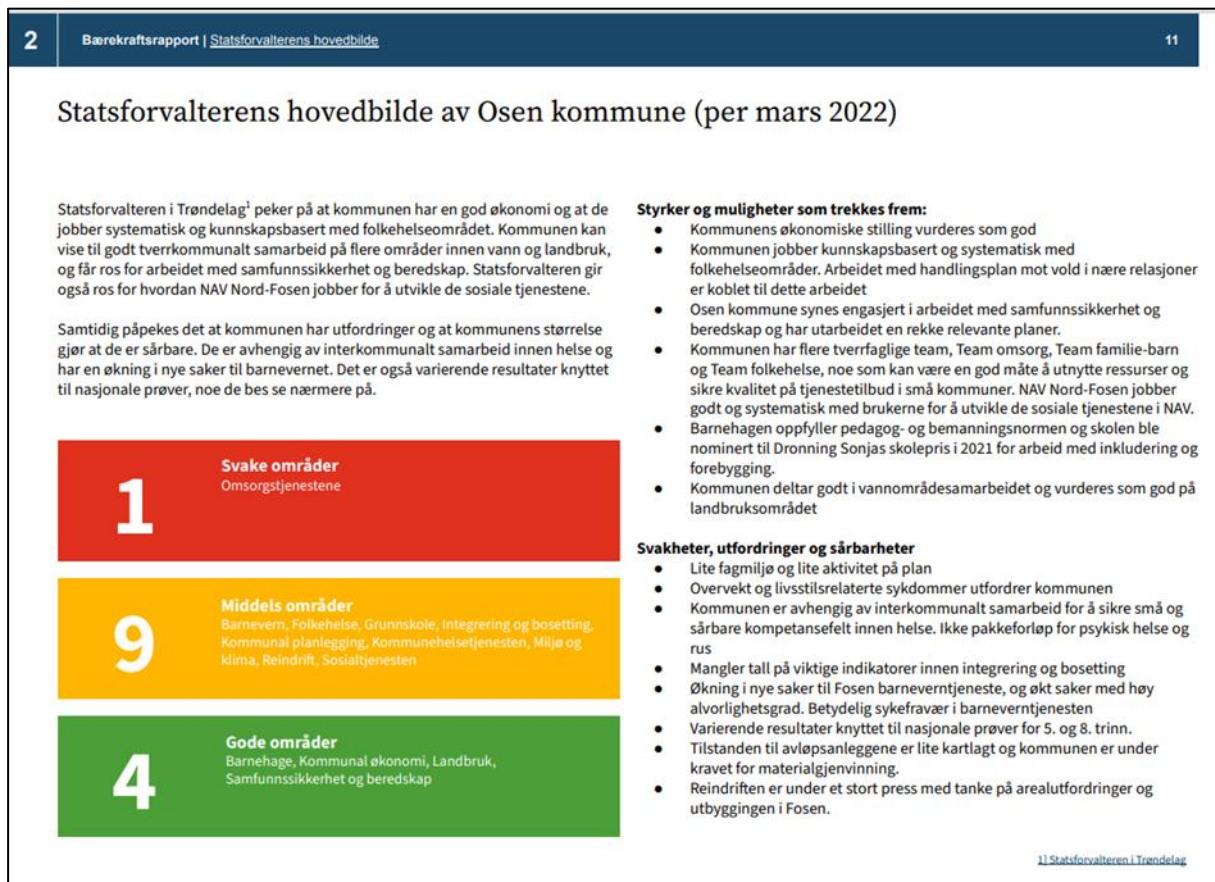 2
Bærekraftsrapport | Statsforvalterens hovedbilde
11
Statsforvalterens hovedbilde av Osen kommune (per mars 2022)
Statsforvalteren i Trøndelag¹ peker på at kommunen har en god økonomi og at de
jobber systematisk og kunnskapsbasert med folkehelseområdet. Kommunen kan
vise til godt tverrkommunalt samarbeid på flere områder innen vann og landbruk,
og får ros for arbeidet med samfunnssikkerhet og beredskap. Statsforvalteren gir
også ros for hvordan NAV Nord-Fosen jobber for å utvikle de sosiale tjenestene.
Samtidig påpekes det at kommunen har utfordringer og at kommunens størrelse
gjør at de er sårbare. De er avhengig av interkommunalt samarbeid innen helse og
har en økning i nye saker til barnevernet. Det er også varierende resultater knyttet
til nasjonale prøver, noe de bes se nærmere på.
1
Svake områder
Omsorgstjenestene
9
Middels områder
Barnevern, Folkehelse, Grunnskole, Integrering og bosetting,
Kommunal planlegging, Kommunehelsetjenesten, Miljø og
klima, Reindrift, Sosialtjenesten
4
Gode områder
Barnehage, Kommunal økonomi, Landbruk,
Samfunnssikkerhet og beredskap
Styrker og muligheter som trekkes frem:
● Kommunens økonomiske stilling vurderes som god
● Kommunen jobber kunnskapsbasert og systematisk med
folkehelseområder. Arbeidet med handlingsplan mot vold i nære relasjoner
er koblet til dette arbeidet
● Osen kommune synes engasjert i arbeidet med samfunnssikkerhet og
beredskap og har utarbeidet en rekke relevante planer.
● Kommunen har flere tverrfaglige team, Team omsorg, Team familie-barn
og Team folkehelse, noe som kan være en god måte å utnytte ressurser og
sikre kvalitet på tjenestetilbud i små kommuner. NAV Nord-Fosen jobber
godt og systematisk med brukerne for å utvikle de sosiale tjenestene i NAV.
● Barnehagen oppfyller pedagog- og bemanningsnormen og skolen ble
nominert til Dronning Sonjas skolepris i 2021 for arbeid med inkludering og
forebygging.
● Kommunen deltar godt i vannområdesamarbeidet og vurderes som god på
landbruksområdet
Svakheter, utfordringer og sårbarheter
● Lite fagmiljø og lite aktivitet på plan
● Overvekt og livsstilsrelaterte sykdommer utfordrer kommunen
● Kommunen er avhengig av interkommunalt samarbeid for å sikre små og
sårbare kompetansefelt innen helse. Ikke pakkeforløp for psykisk helse og
rus
● Mangler tall på viktige indikatorer innen integrering og bosetting
● Økning i nye saker til Fosen barneverntjeneste, og økt saker med høy
alvorlighetsgrad. Betydelig sykefravær i barneverntjenesten
● Varierende resultater knyttet til nasjonale prøver for 5. og 8. trinn.
● Tilstanden til avløpsanleggene er lite kartlagt og kommunen er under
kravet for materialgjenvinning.
● Reindriften er under et stort press med tanke på arealutfordringer og
utbyggingen i Fosen.
1] Statsforvalteren i Trøndelag